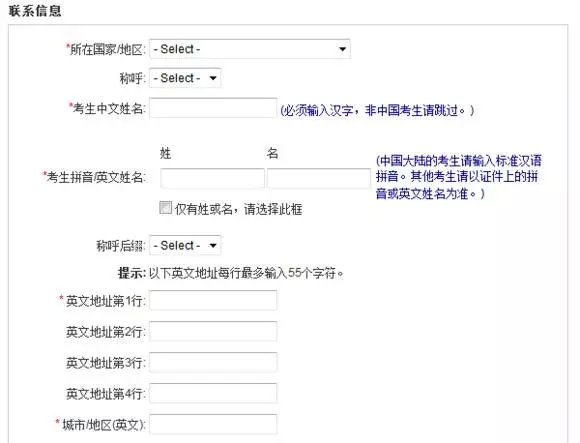 联系信息
*所在国家/地区: - Select -
称呼: - Select -
*考生中文姓名: (必须输入汉字，非中国考生请跳过。)
姓 名
*考生拼音/英文姓名: (中国大陆的考生请输入标准汉语
拼音。其他考生请以证件上的拼
音或英文姓名为准。)
仅有姓或名，请选择此框
称呼后缀: - Select -
提示: 以下英文地址每行最多输入55个字符。
* 英文地址第1行:
英文地址第2行:
英文地址第3行:
英文地址第4行:
* 城市/地区(英文):